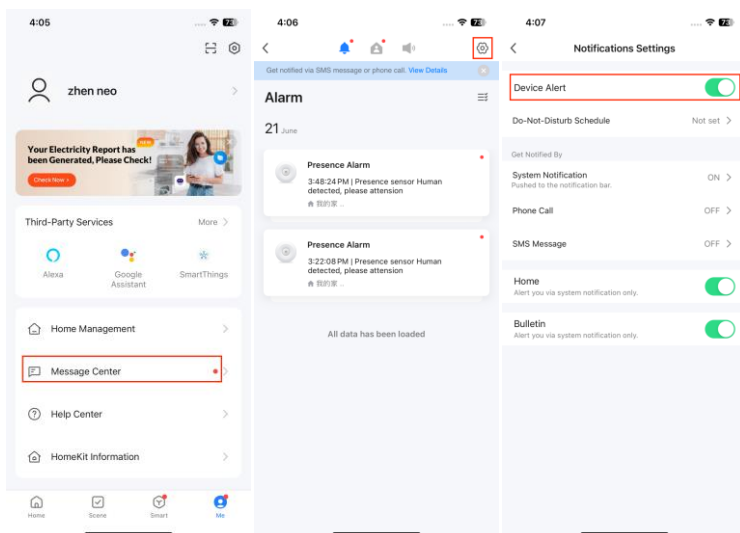 4:05
73
zhen neo
Your Electricity Report has
been Generated, Please Check!
NEW
Check Now >
Third-Party Services
More >
Alexa
Google
Assistant
SmartThings
Home Management
Message Center
Help Center
HomeKit Information
Home
Scene
Smart
Me
4:06
73
Get notified via SMS message or phone call. View Details
Alarm
21 June
Presence Alarm
3:48:24 PM | Presence sensor Human
detected, please attension
我的家 ..
Presence Alarm
3:22:08 PM | Presence sensor Human
detected, please attension
我的家 ..
All data has been loaded
4:07
73
Notifications Settings
Device Alert
Do-Not-Disturb Schedule
Not set >
Get Notified By
System Notification
Pushed to the notification bar.
ON >
Phone Call
OFF >
SMS Message
OFF >
Home
Alert you via system notification only.
Bulletin
Alert you via system notification only.